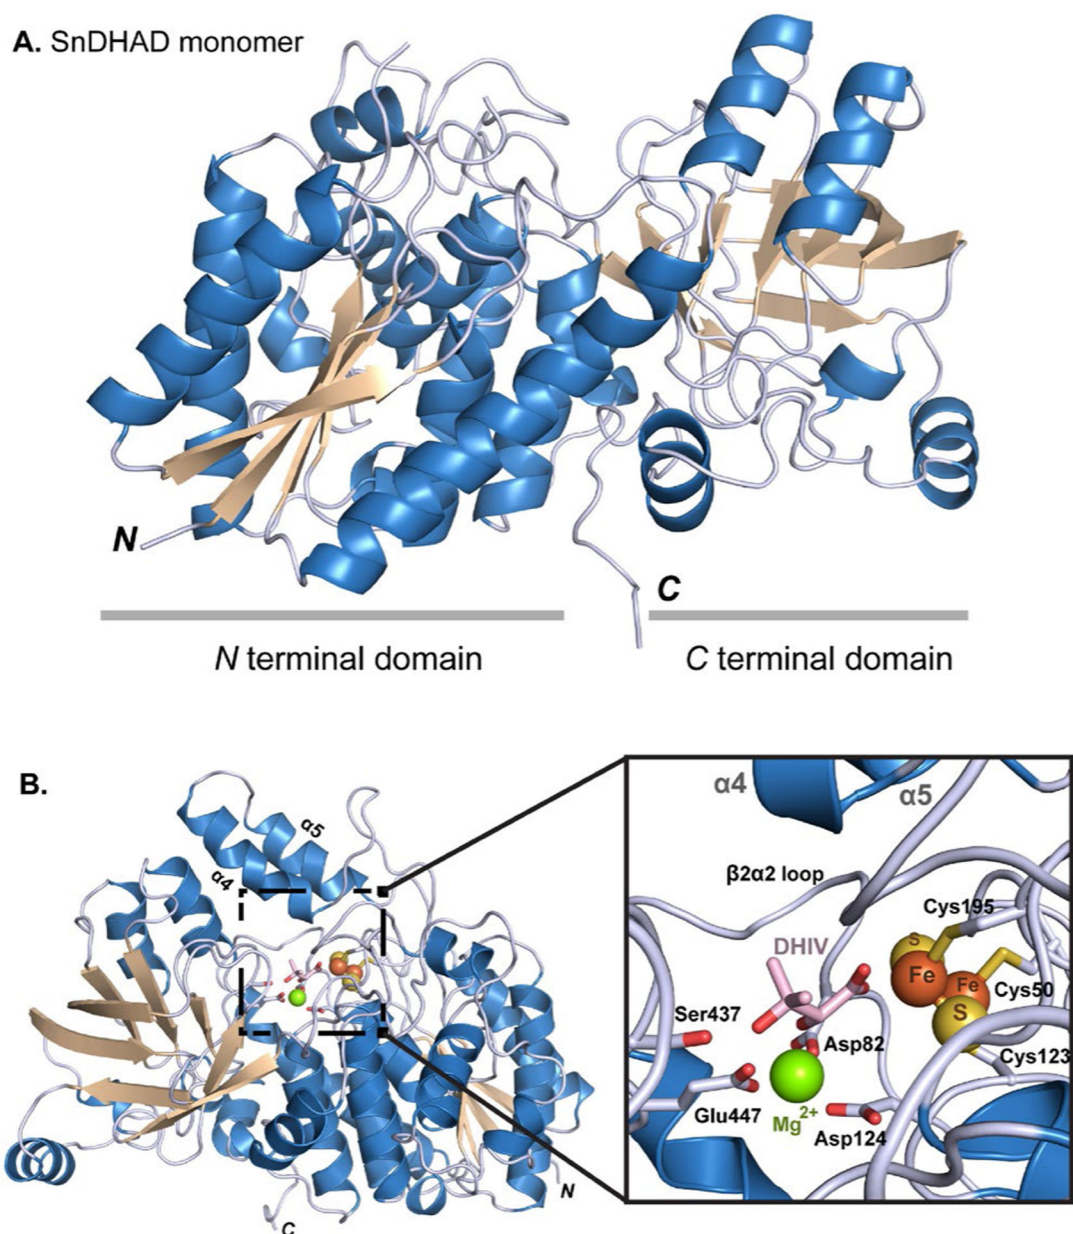 A. SnDHAD monomer
N
C
N terminal domain
C terminal domain
B.
α5
α4
N
C
α4
α5
β2α2 loop
Cys195
DHIV
S
Fe
Fe
Cys50
S
Ser437
Asp82
Cys123
Glu447
Mg2+
Asp124